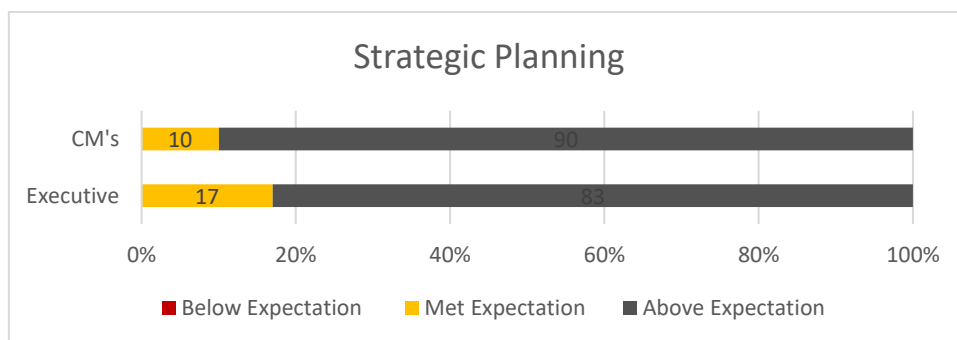 Strategic Planning
CM's
10
90
Executive
17
83
0%
20%
40%
60%
80%
100%
Below Expectation
Met Expectation
Above Expectation